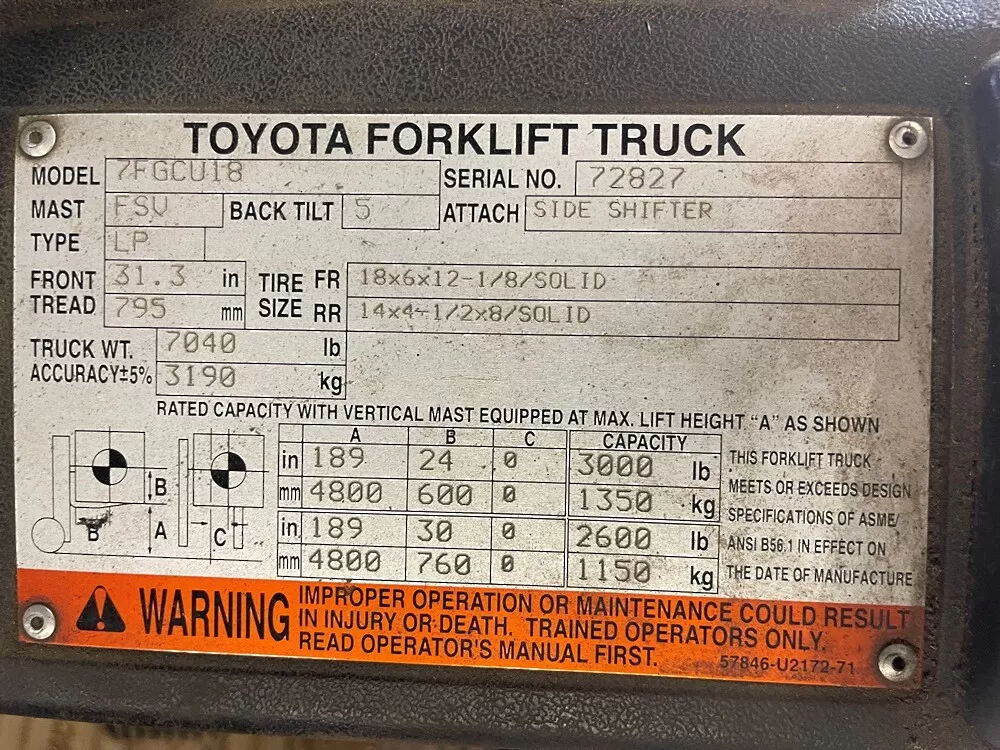 TOYOTA FORKLIFT TRUCK
MODEL 7FGCU18 SERIAL NO. 72827
MAST FSV BACK TILT 5 ATTACH SIDE SHIFTER
TYPE LP
FRONT TREAD 31.3 in TIRE SIZE FR 18x6x12-1/8/SOLID
795 mm RR 14x4-1/2x8/SOLID
TRUCK WT. 7040 lb
ACCURACY±5% 3190 kg
RATED CAPACITY WITH VERTICAL MAST EQUIPPED AT MAX. LIFT HEIGHT "A" AS SHOWN
A B C CAPACITY
in 189 24 0 3000 lb
mm 4800 600 0 1350 kg
in 189 30 0 2600 lb
mm 4800 760 0 1150 kg
B
B A C
THIS FORKLIFT TRUCK
MEETS OR EXCEEDS DESIGN
SPECIFICATIONS OF ASME/
ANSI B56.1 IN EFFECT ON
THE DATE OF MANUFACTURE
WARNING
IMPROPER OPERATION OR MAINTENANCE COULD RESULT
IN INJURY OR DEATH. TRAINED OPERATORS ONLY.
READ OPERATOR'S MANUAL FIRST.
57846-U2172-71